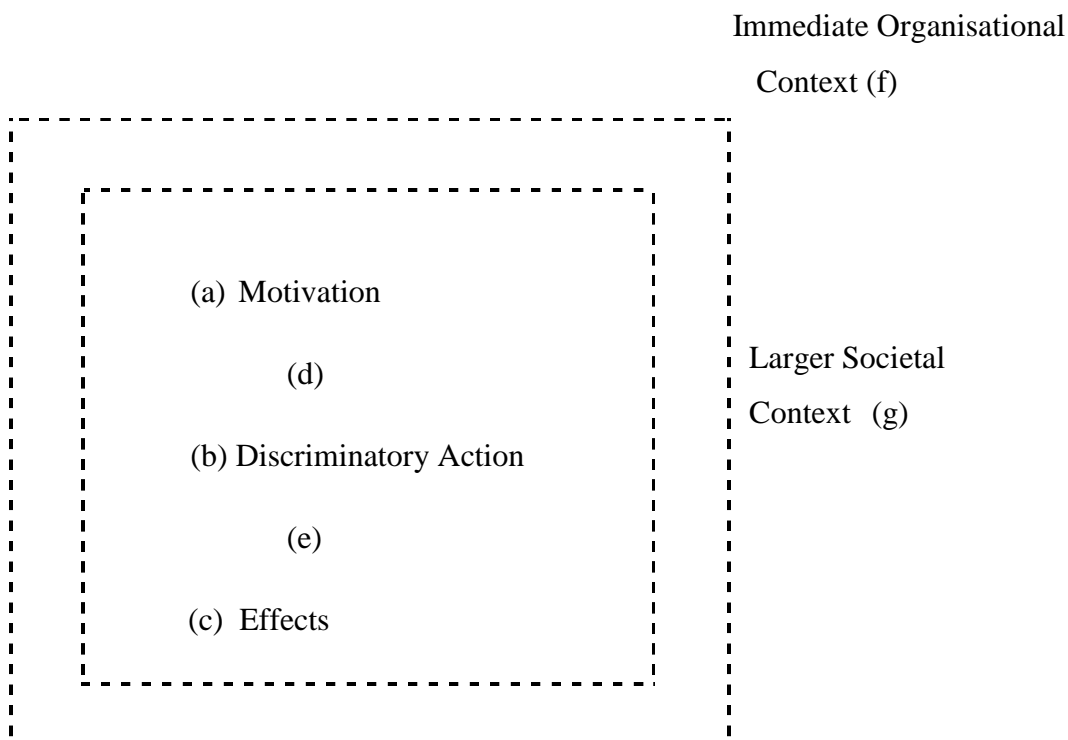 Immediate Organisational
Context (f)
(a) Motivation
(d)
Larger Societal
Context (g)
(b) Discriminatory Action
(e)
(c) Effects